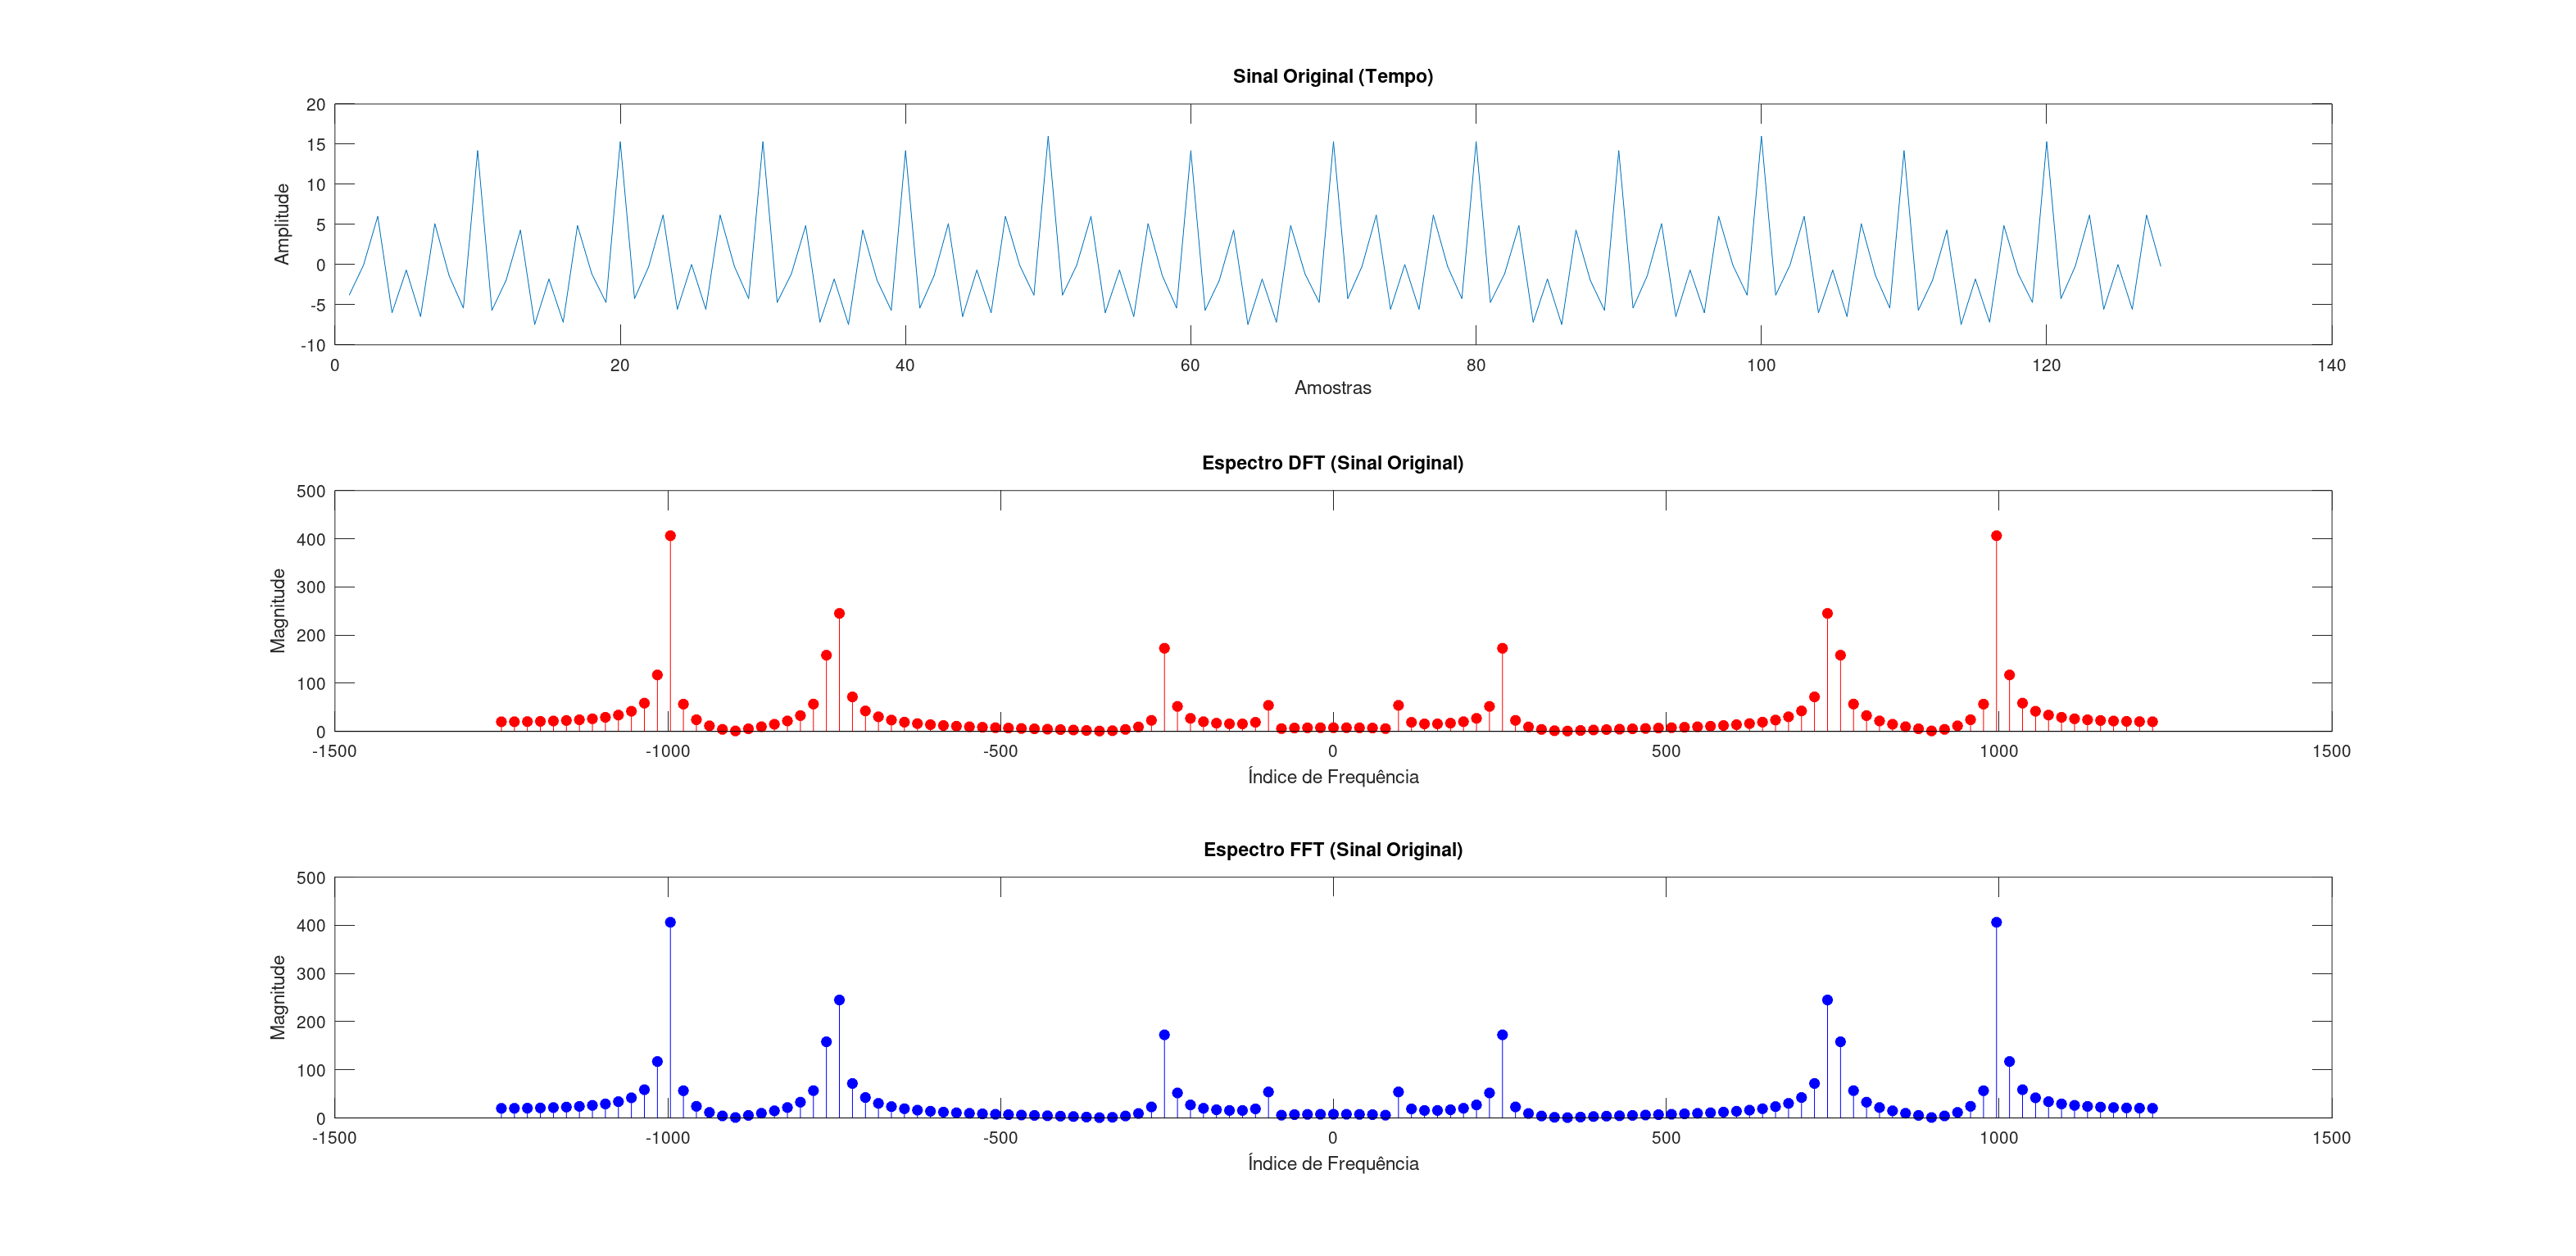 Sinal Original (Tempo)
20
15
10
5
0
-5
-10
Amplitude
0 20 40 60 80 100 120 140
Amostras
Espectro DFT (Sinal Original)
500
400
300
200
100
0
Magnitude
-1500 -1000 -500 0 500 1000 1500
Índice de Frequência
Espectro FFT (Sinal Original)
500
400
300
200
100
0
Magnitude
-1500 -1000 -500 0 500 1000 1500
Índice de Frequência